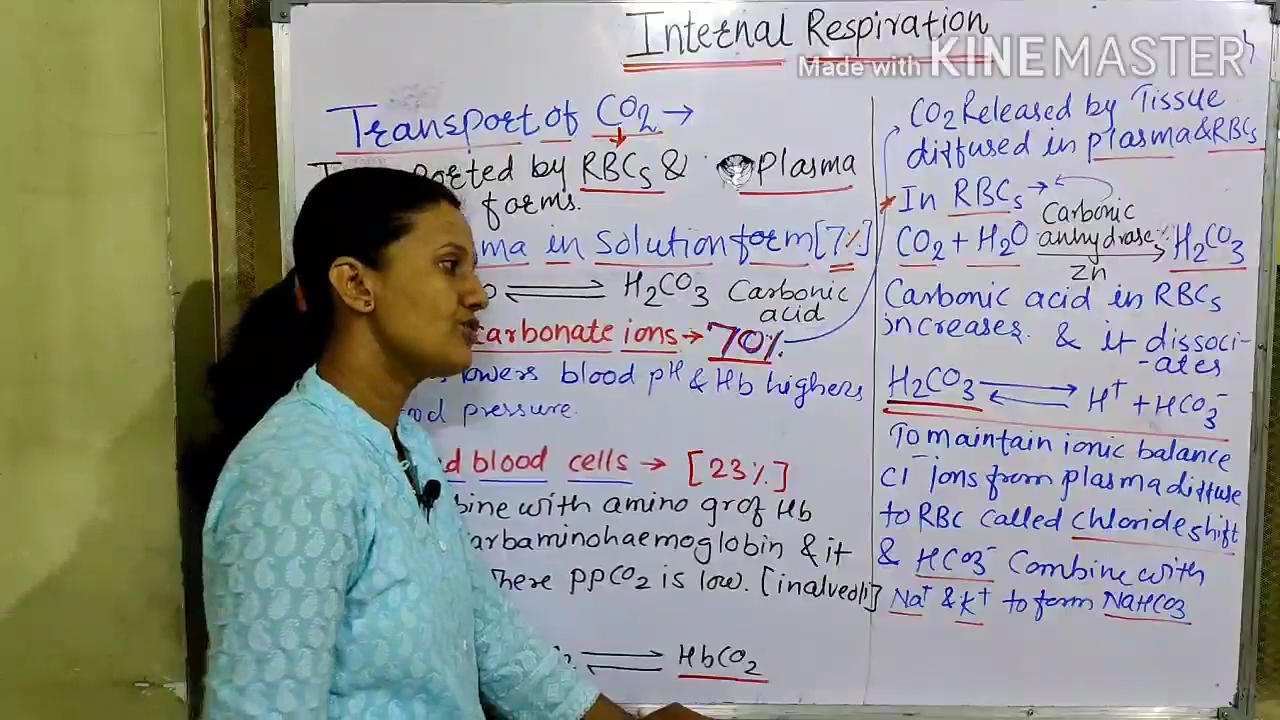 Internal Respiration
Made with KINEMASTER
Transport of CO2 →
by RBCs & Plasma
forms.
in Solution form [7%]
⇌ H2CO3 Carbonic
acid
carbonate ions → 70%
lowers blood pH & Hb highers
pressure.
blood cells → [23%]
with amino gr of Hb
arbaminohaemoglobin & it
where ppCO2 is low. [in alveoli]
⇌ HbCO2
CO2 Released by Tissue
diffused in plasma & RBCs
* In RBCs →
Carbonic
CO2 + H2O anhydrase → H2CO3
Zn
Carbonic acid in RBCs
increases. & it dissoci-
-ates
H2CO3 ⇌ H+ + HCO3-
To maintain ionic balance
Cl- ions from plasma diffuse
to RBC called chloride shift
& HCO3- Combine with
Na+ & K+ to form NaHCO3